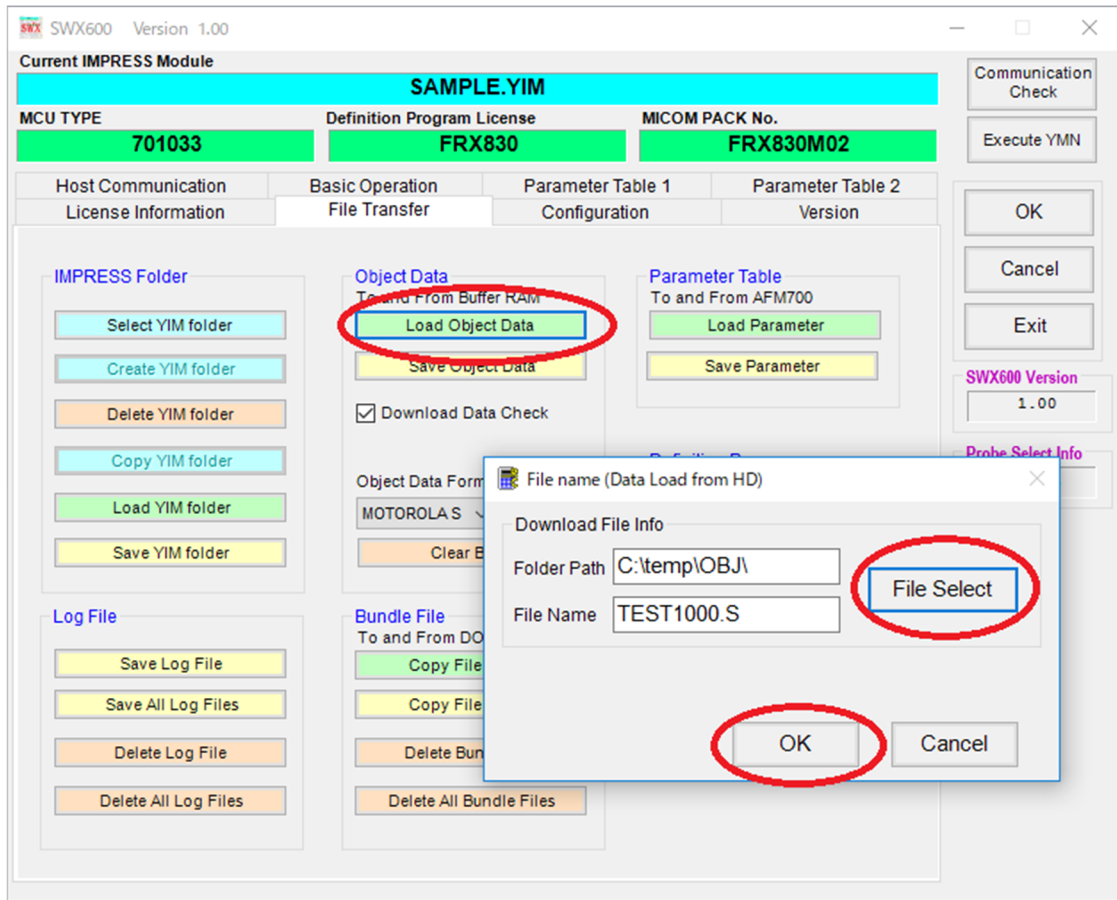 SWX SWX600 Version 1.00
Current IMPRESS Module
SAMPLE.YIM
MCU TYPE
701033
Definition Program License
FRX830
MICOM PACK No.
FRX830M02
Communication
Check
Execute YMN
Host Communication
Basic Operation
Parameter Table 1
Parameter Table 2
License Information
File Transfer
Configuration
Version
OK
Cancel
Exit
SWX600 Version
1.00
Probe Select Info
IMPRESS Folder
Select YIM folder
Create YIM folder
Delete YIM folder
Copy YIM folder
Load YIM folder
Save YIM folder
Object Data
To and From Buffer RAM
Load Object Data
Save Object Data
Download Data Check
Object Data Form
MOTOROLA S
Clear B
Parameter Table
To and From AFM700
Load Parameter
Save Parameter
Log File
Save Log File
Save All Log Files
Delete Log File
Delete All Log Files
Bundle File
To and From DO
Copy File
Copy File
Delete Bun
Delete All Bundle Files
File name (Data Load from HD)
Download File Info
Folder Path C:\temp\OBJ\
File Name TEST1000.S
File Select
OK
Cancel